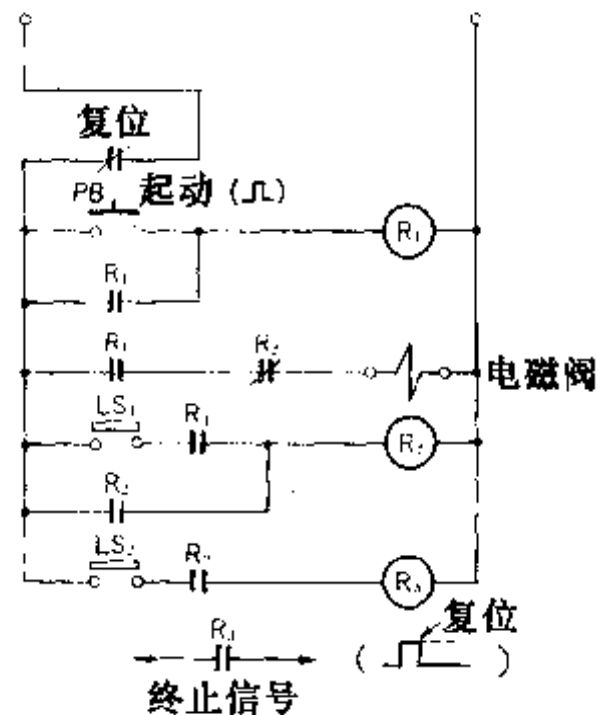 复位
PB 起动 (⎍)
R₁
R₁
R₁ R₂
电磁阀
LS₁ R₁
R₂
R₂
LS₂ R₂
R₃
R₃
复位
( )
终止信号